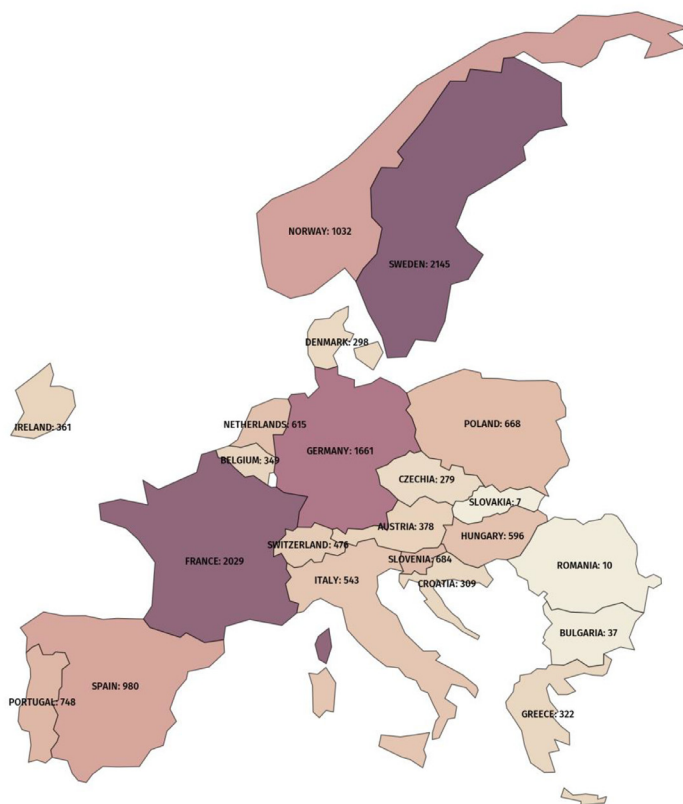 NORWAY: 1032
SWEDEN: 2145
DENMARK: 298
IRELAND: 361
NETHERLANDS: 615
POLAND: 668
GERMANY: 1661
BELGIUM: 349
CZECHIA: 279
SLOVAKIA: 7
AUSTRIA: 378
HUNGARY: 596
SWITZERLAND: 476
FRANCE: 2029
SLOVENIA: 684
ROMANIA: 10
ITALY: 543
CROATIA: 309
BULGARIA: 37
SPAIN: 980
PORTUGAL: 748
GREECE: 322